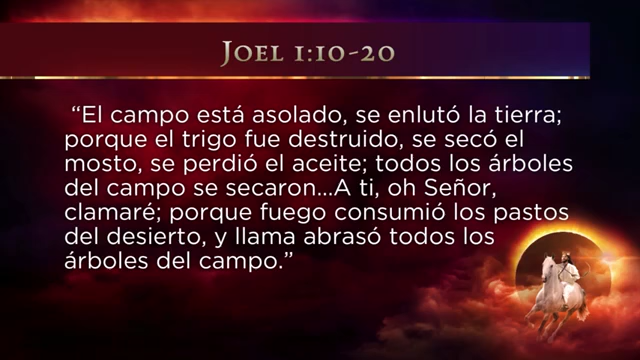 Joel 1:10-20
“El campo está asolado, se enlutó la tierra;
porque el trigo fue destruido, se secó el
mosto, se perdió el aceite; todos los árboles
del campo se secaron...A ti, oh Señor,
clamaré; porque fuego consumió los pastos
del desierto, y llama abrasó todos los
árboles del campo.”